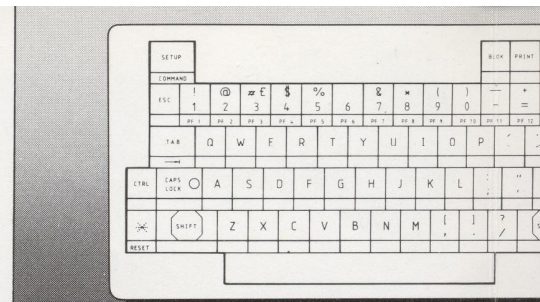 SETUP BLOK PRINT
COMMAND
! @ ¤ £ $ % & * ( ) — +
ESC 1 2 3 4 5 6 7 8 9 0 - =
PF 1 PF 2 PF 3 PF 4 PF 5 PF 6 PF 7 PF 8 PF 9 PF 10 PF 11 PF 12
TAB Q W E R T Y U I O P
CTRL CAPS LOCK A S D F G H J K L ; : " '
SHIFT Z X C V B N M [ , ] . ? / S
RESET